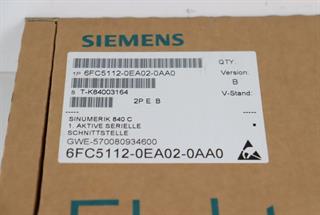 SIEMENS
QTY.
1P 6FC5112-0EA02-0AA0
Version:
B
S T-K84003164
V-Stand:
2P E B
SINUMERIK 840 C
1. AKTIVE SERIELLE
SCHNITTSTELLE
GWE-570080934600
6FC5112-0EA02-0AA0